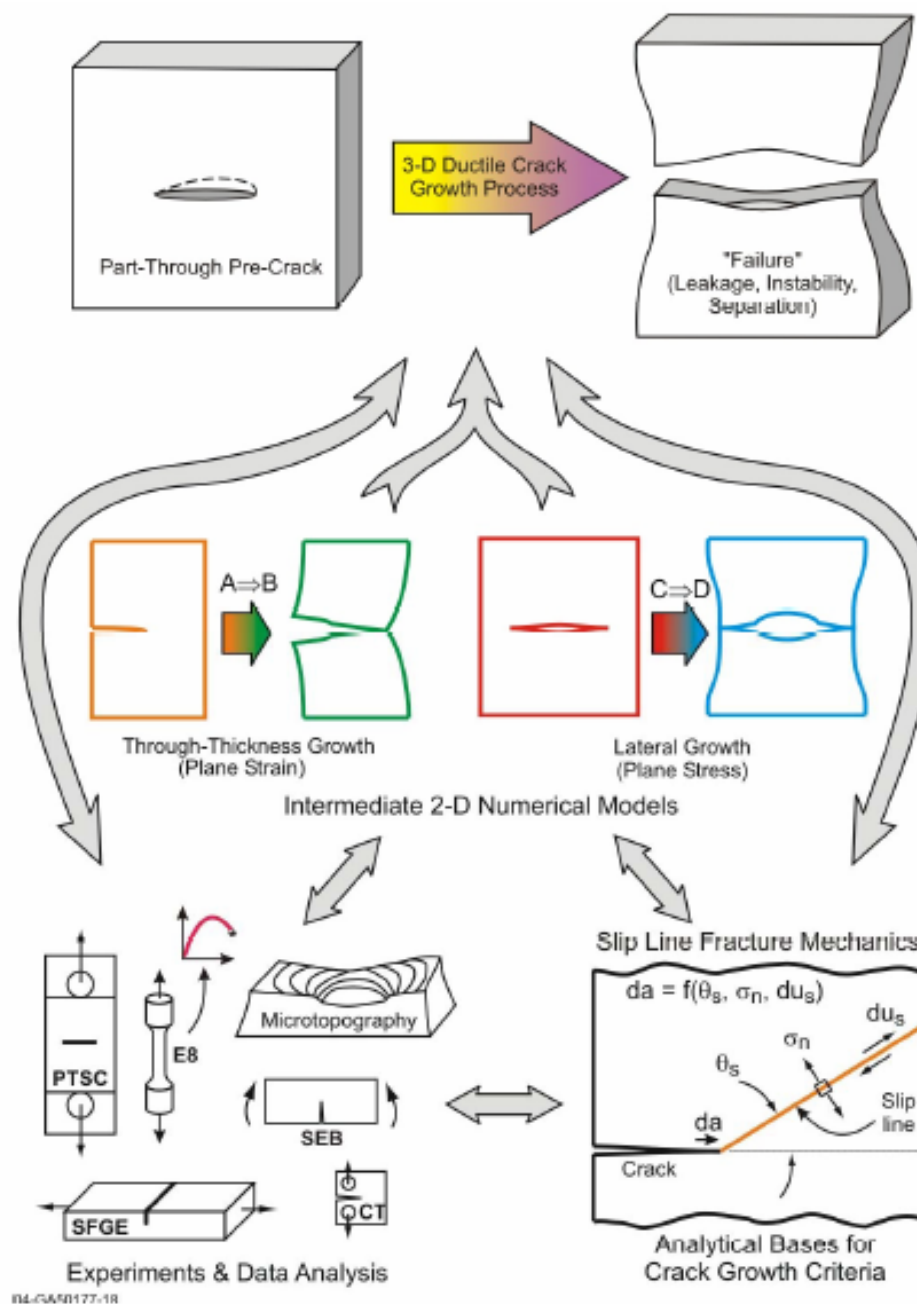 3-D Ductile Crack
Growth Process
Part-Through Pre-Crack
"Failure"
(Leakage, Instability,
Separation)
A⇒B
C⇒D
Through-Thickness Growth
(Plane Strain)
Lateral Growth
(Plane Stress)
Intermediate 2-D Numerical Models
PTSC
E8
Microtopography
SEB
SFGE
CT
Experiments & Data Analysis
Slip Line Fracture Mechanics
da = f(θs, σn, dus)
dus
σn
θs
Slip
line
da
Crack
Analytical Bases for
Crack Growth Criteria
04-GA50177-18